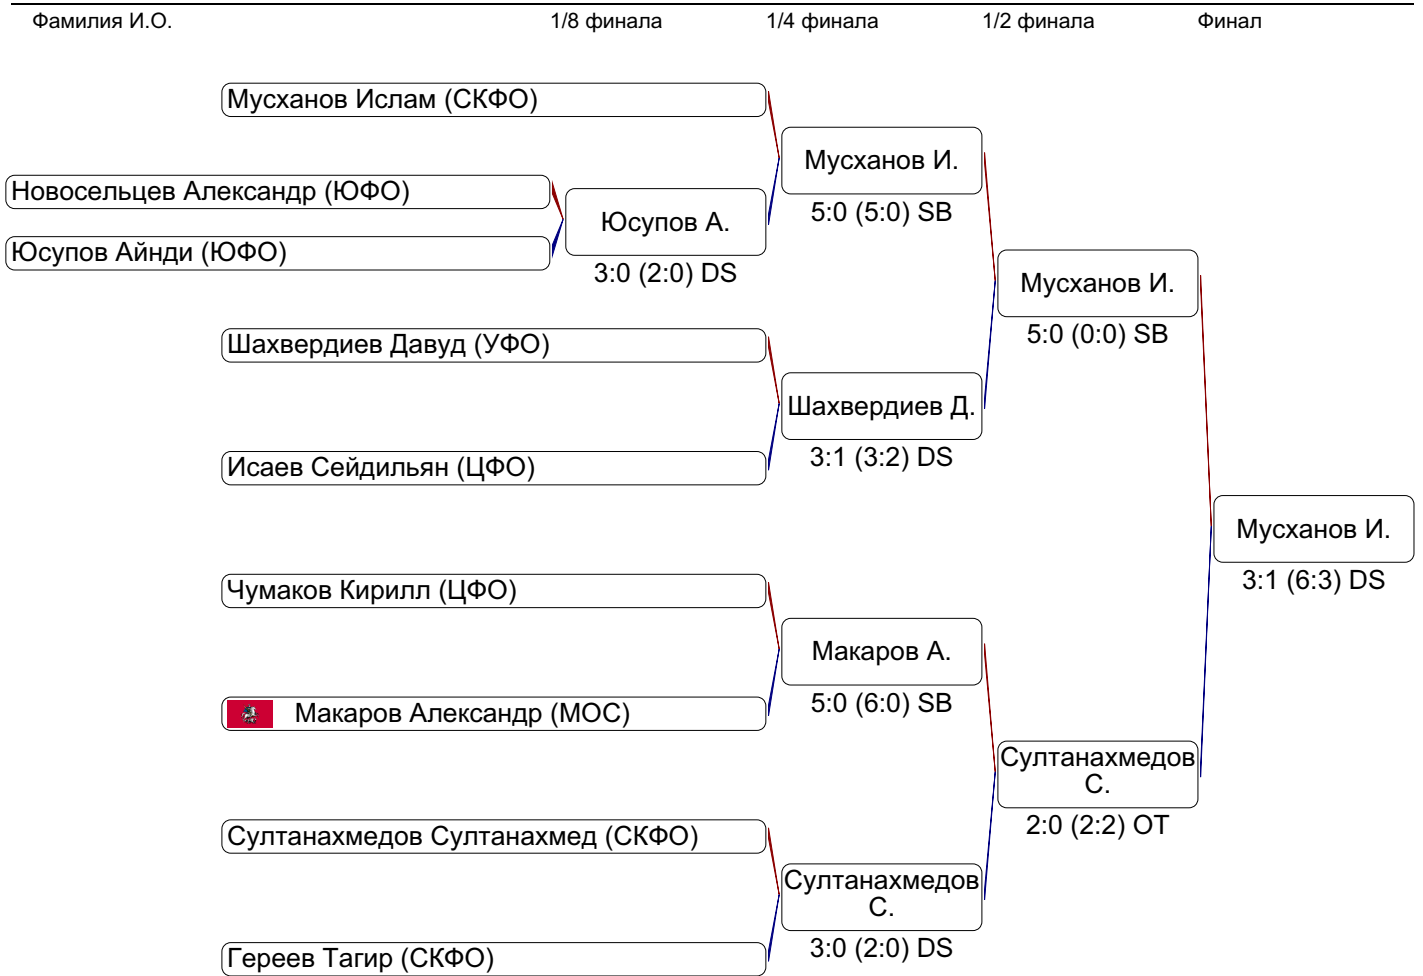 Фамилия И.О. 1/8 финала 1/4 финала 1/2 финала Финал
Мусханов Ислам (СКФО)
Мусханов И.
5:0 (5:0) SB
Новосельцев Александр (ЮФО)
Юсупов А.
3:0 (2:0) DS
Юсупов Айнди (ЮФО)
Мусханов И.
5:0 (0:0) SB
Шахвердиев Давуд (УФО)
Шахвердиев Д.
3:1 (3:2) DS
Исаев Сейдильян (ЦФО)
Мусханов И.
3:1 (6:3) DS
Чумаков Кирилл (ЦФО)
Макаров А.
5:0 (6:0) SB
Макаров Александр (МОС)
Султанахмедов
С.
2:0 (2:2) OT
Султанахмедов Султанахмед (СКФО)
Султанахмедов
С.
3:0 (2:0) DS
Гереев Тагир (СКФО)